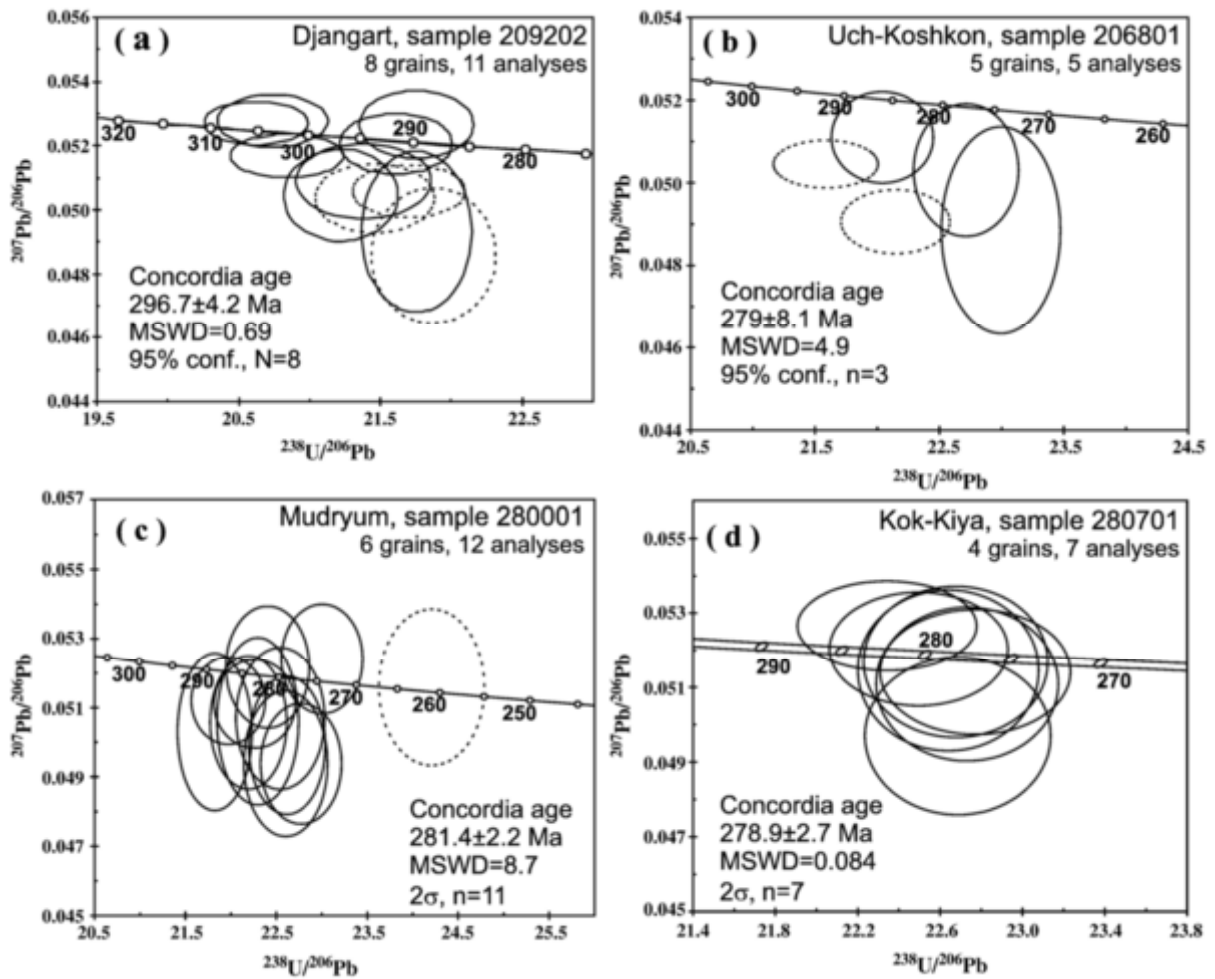 ( a )
Djangart, sample 209202
8 grains, 11 analyses
0.056
0.054
0.052
0.050
0.048
0.046
0.044
207Pb/206Pb
320
310
300
290
280
Concordia age
296.7±4.2 Ma
MSWD=0.69
95% conf., N=8
19.5
20.5
21.5
22.5
238U/206Pb
( b )
Uch-Koshkon, sample 206801
5 grains, 5 analyses
0.054
0.052
0.050
0.048
0.046
0.044
207Pb/206Pb
300
290
280
270
260
Concordia age
279±8.1 Ma
MSWD=4.9
95% conf., n=3
20.5
21.5
22.5
23.5
24.5
238U/206Pb
( c )
Mudryum, sample 280001
6 grains, 12 analyses
0.057
0.055
0.053
0.051
0.049
0.047
0.045
207Pb/206Pb
300
290
280
270
260
250
Concordia age
281.4±2.2 Ma
MSWD=8.7
2σ, n=11
20.5
21.5
22.5
23.5
24.5
25.5
238U/206Pb
( d )
Kok-Kiya, sample 280701
4 grains, 7 analyses
0.055
0.053
0.051
0.049
0.047
0.045
207Pb/206Pb
290
280
270
Concordia age
278.9±2.7 Ma
MSWD=0.084
2σ, n=7
21.4
21.8
22.2
22.6
23.0
23.4
23.8
238U/206Pb